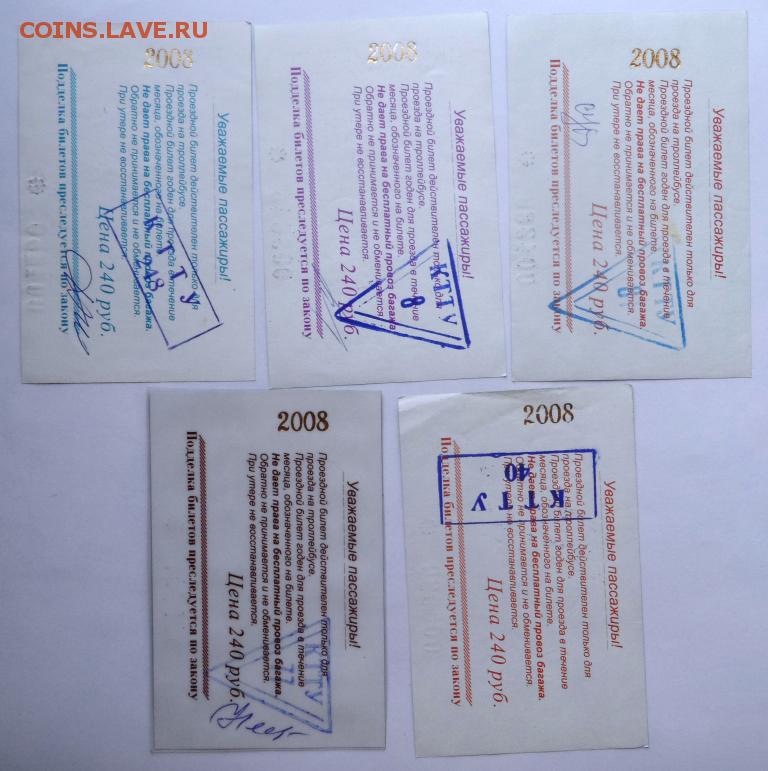 COINS.LAVE.RU
2008
Уважаемые пассажиры!
Проездной билет действителен только для
проезда на троллейбусе.
Проездной билет годен для проезда в течение
месяца, обозначенного на билете.
Не дает права на бесплатный провоз багажа.
Обратно не принимается и не обменивается.
При утере не восстанавливается.
Цена 240 руб.
Подделка билетов преследуется по закону
КТТУ
18
2008
Уважаемые пассажиры!
Проездной билет действителен только для
проезда на троллейбусе.
Проездной билет годен для проезда в течение
месяца, обозначенного на билете.
Не дает права на бесплатный провоз багажа.
Обратно не принимается и не обменивается.
При утере не восстанавливается.
Цена 240 руб.
Подделка билетов преследуется по закону
КТТУ
8
2008
Уважаемые пассажиры!
Проездной билет действителен только для
проезда на троллейбусе.
Проездной билет годен для проезда в течение
месяца, обозначенного на билете.
Не дает права на бесплатный провоз багажа.
Обратно не принимается и не обменивается.
При утере не восстанавливается.
Цена 240 руб.
Подделка билетов преследуется по закону
КТТУ
2008
Уважаемые пассажиры!
Проездной билет действителен только для
проезда на троллейбусе.
Проездной билет годен для проезда в течение
месяца, обозначенного на билете.
Не дает права на бесплатный провоз багажа.
Обратно не принимается и не обменивается.
При утере не восстанавливается.
Цена 240 руб.
Подделка билетов преследуется по закону
КТТУ
77
2008
Уважаемые пассажиры!
Проездной билет действителен только для
проезда на троллейбусе.
Проездной билет годен для проезда в течение
месяца, обозначенного на билете.
Не дает права на бесплатный провоз багажа.
Обратно не принимается и не обменивается.
При утере не восстанавливается.
Цена 240 руб.
Подделка билетов преследуется по закону
КТТУ
40